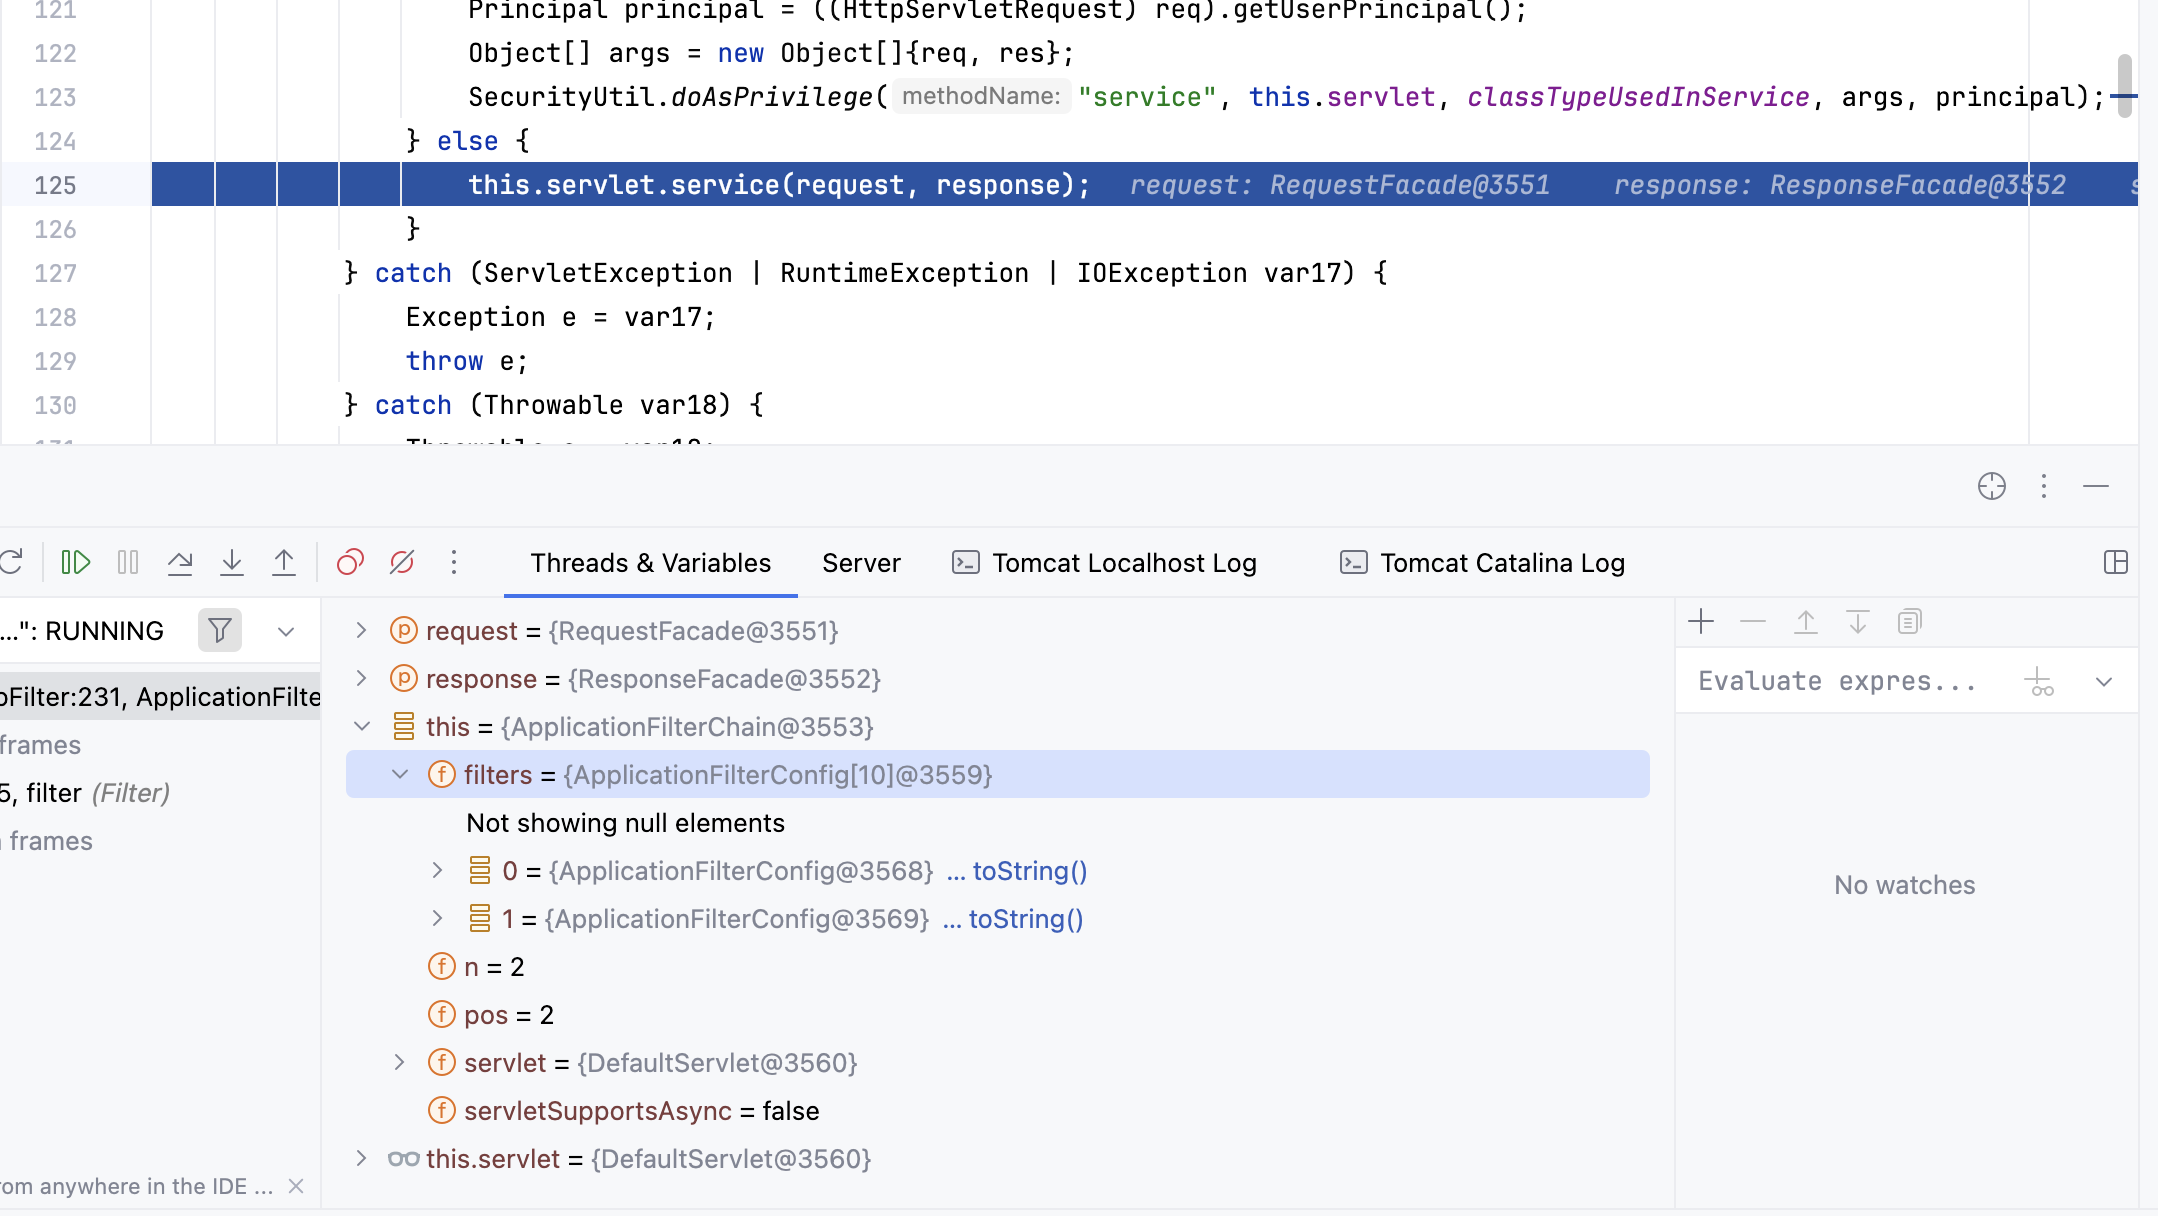 121 Principal principal = ((HttpServletRequest) req).getUserPrincipal();
122 Object[] args = new Object[]{req, res};
123 SecurityUtil.doAsPrivilege( methodName: "service", this.servlet, classTypeUsedInService, args, principal);
124 } else {
125 this.servlet.service(request, response); request: RequestFacade@3551 response: ResponseFacade@3552 s
126 }
127 } catch (ServletException | RuntimeException | IOException var17) {
128 Exception e = var17;
129 throw e;
130 } catch (Throwable var18) {
Threads & Variables Server Tomcat Localhost Log Tomcat Catalina Log
...": RUNNING
oFilter:231, ApplicationFilte
frames
5, filter (Filter)
frames
om anywhere in the IDE ...
request = {RequestFacade@3551}
response = {ResponseFacade@3552}
this = {ApplicationFilterChain@3553}
filters = {ApplicationFilterConfig[10]@3559}
Not showing null elements
0 = {ApplicationFilterConfig@3568} ... toString()
1 = {ApplicationFilterConfig@3569} ... toString()
n = 2
pos = 2
servlet = {DefaultServlet@3560}
servletSupportsAsync = false
this.servlet = {DefaultServlet@3560}
Evaluate expres...
No watches